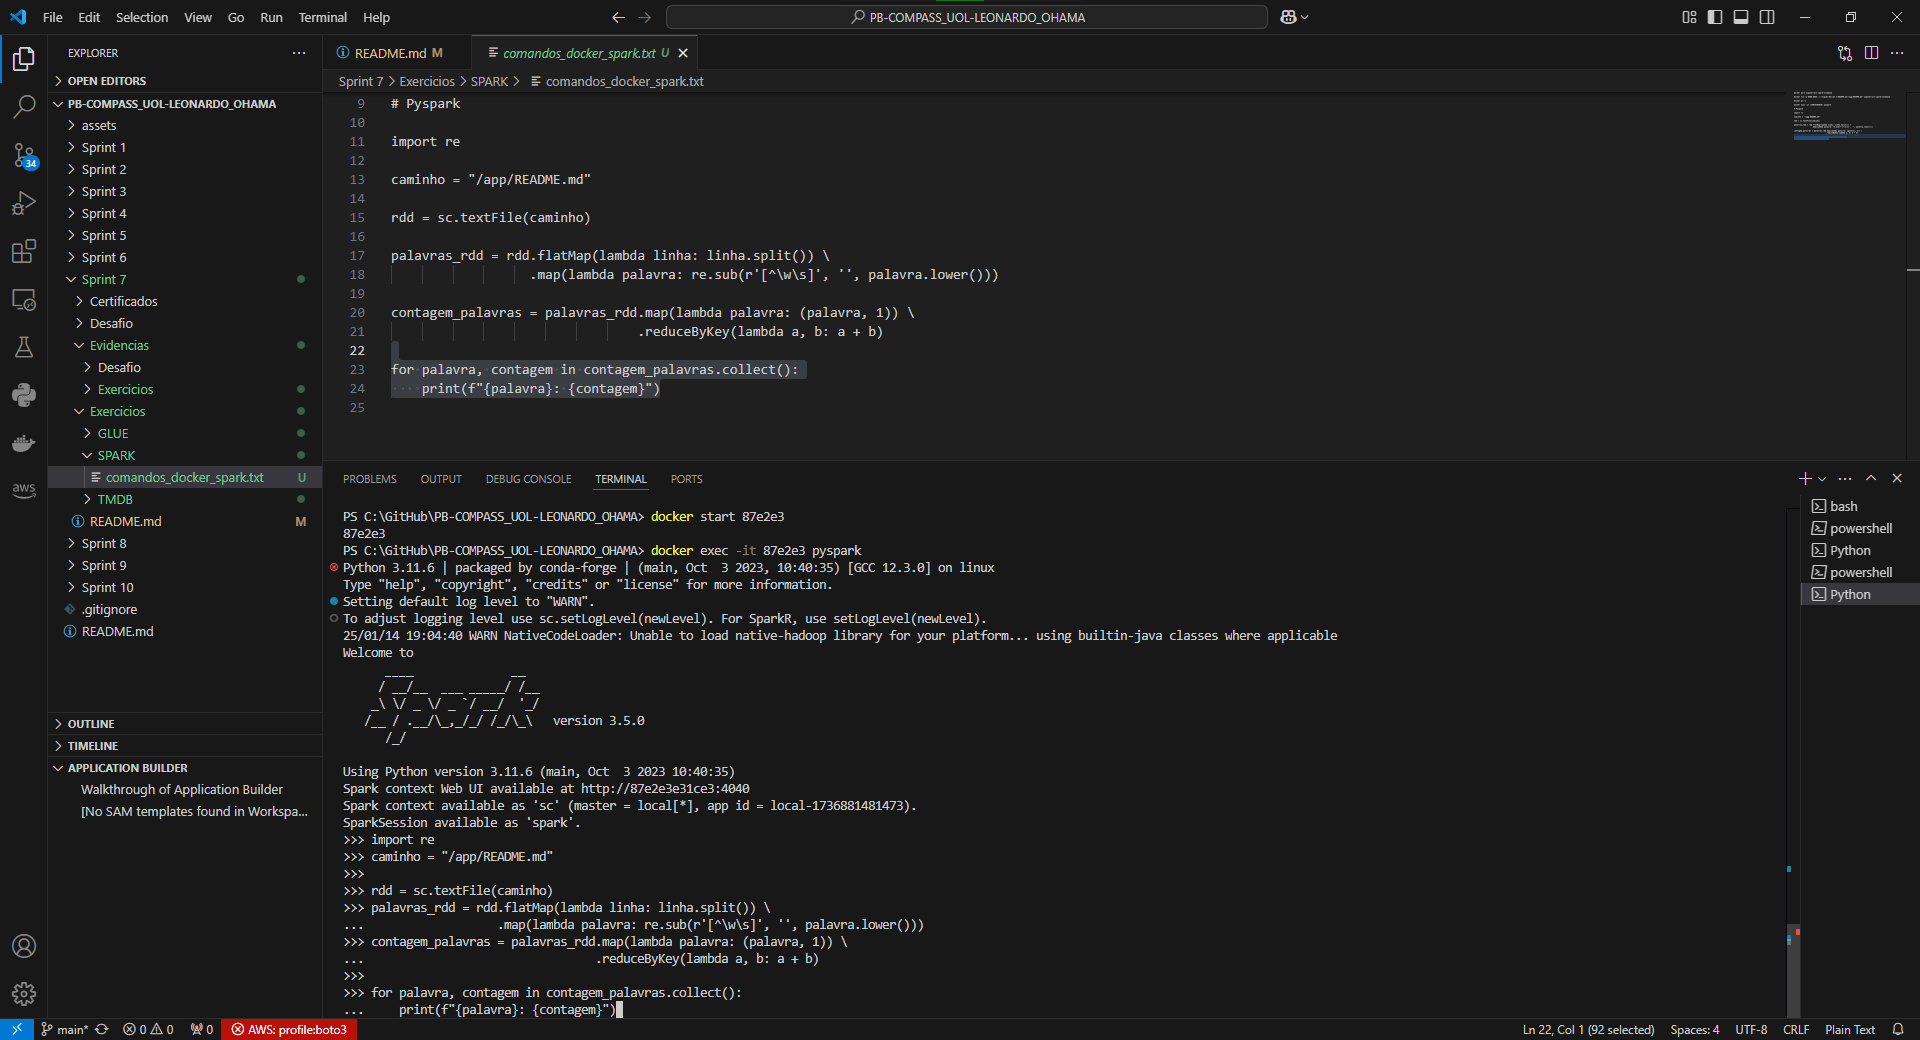 File Edit Selection View Go Run Terminal Help
PB-COMPASS_UOL-LEONARDO_OHAMA
EXPLORER
OPEN EDITORS
PB-COMPASS_UOL-LEONARDO_OHAMA
assets
Sprint 1
Sprint 2
Sprint 3
Sprint 4
Sprint 5
Sprint 6
Sprint 7
Certificados
Desafio
Evidencias
Desafio
Exercicios
Exercicios
GLUE
SPARK
comandos_docker_spark.txt U
TMDB
README.md M
Sprint 8
Sprint 9
Sprint 10
.gitignore
README.md
OUTLINE
TIMELINE
APPLICATION BUILDER
Walkthrough of Application Builder
[No SAM templates found in Workspa...
34
aws
README.md M
comandos_docker_spark.txt U
Sprint 7 > Exercicios > SPARK > comandos_docker_spark.txt
9 # Pyspark
10
11 import re
12
13 caminho = "/app/README.md"
14
15 rdd = sc.textFile(caminho)
16
17 palavras_rdd = rdd.flatMap(lambda linha: linha.split()) \
18 .map(lambda palavra: re.sub(r'[^\w\s]', '', palavra.lower()))
19
20 contagem_palavras = palavras_rdd.map(lambda palavra: (palavra, 1)) \
21 .reduceByKey(lambda a, b: a + b)
22
23 for palavra, contagem in contagem_palavras.collect():
24 print(f"{palavra}: {contagem}")
25
PROBLEMS OUTPUT DEBUG CONSOLE TERMINAL PORTS
PS C:\GitHub\PB-COMPASS_UOL-LEONARDO_OHAMA> docker start 87e2e3
87e2e3
PS C:\GitHub\PB-COMPASS_UOL-LEONARDO_OHAMA> docker exec -it 87e2e3 pyspark
Python 3.11.6 | packaged by conda-forge | (main, Oct  3 2023, 10:40:35) [GCC 12.3.0] on linux
Type "help", "copyright", "credits" or "license" for more information.
Setting default log level to "WARN".
To adjust logging level use sc.setLogLevel(newLevel). For SparkR, use setLogLevel(newLevel).
25/01/14 19:04:40 WARN NativeCodeLoader: Unable to load native-hadoop library for your platform... using builtin-java classes where applicable
Welcome to
      ____              __
     / __/__  ___ _____/ /__
    _\ \/ _ \/ _ `/ __/  '_/
   /__ / .__/\_,_/_/ /_/\_\   version 3.5.0
      /_/
Using Python version 3.11.6 (main, Oct  3 2023 10:40:35)
Spark context Web UI available at http://87e2e3e31ce3:4040
Spark context available as 'sc' (master = local[*], app id = local-1736881481473).
SparkSession available as 'spark'.
>>> import re
>>> caminho = "/app/README.md"
>>>
>>> rdd = sc.textFile(caminho)
>>> palavras_rdd = rdd.flatMap(lambda linha: linha.split()) \
... .map(lambda palavra: re.sub(r'[^\w\s]', '', palavra.lower()))
>>> contagem_palavras = palavras_rdd.map(lambda palavra: (palavra, 1)) \
... .reduceByKey(lambda a, b: a + b)
>>>
>>> for palavra, contagem in contagem_palavras.collect():
... print(f"{palavra}: {contagem}")
bash
powershell
Python
powershell
Python
main* 0 0 0 AWS: profile:boto3 Ln 22, Col 1 (92 selected) Spaces: 4 UTF-8 CRLF Plain Text